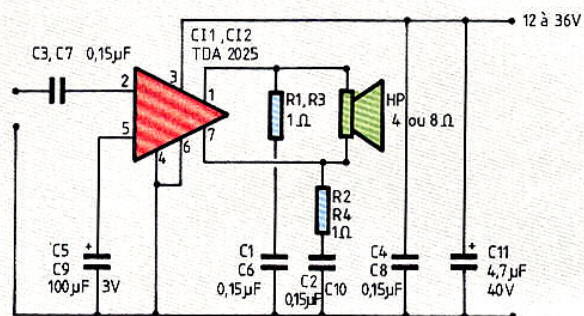 12 à 36V
CI1, CI2
TDA 2025
C3, C7 0,15µF
3
2
1
R1, R3
1Ω
HP
4 ou 8Ω
5
7
6
4
R2
R4
1Ω
C5
C9
100µF
+
3V
C1
C6
0,15µF
C2
0,15µF
C10
C4
C8
0,15µF
+
C11
4,7µF
40V